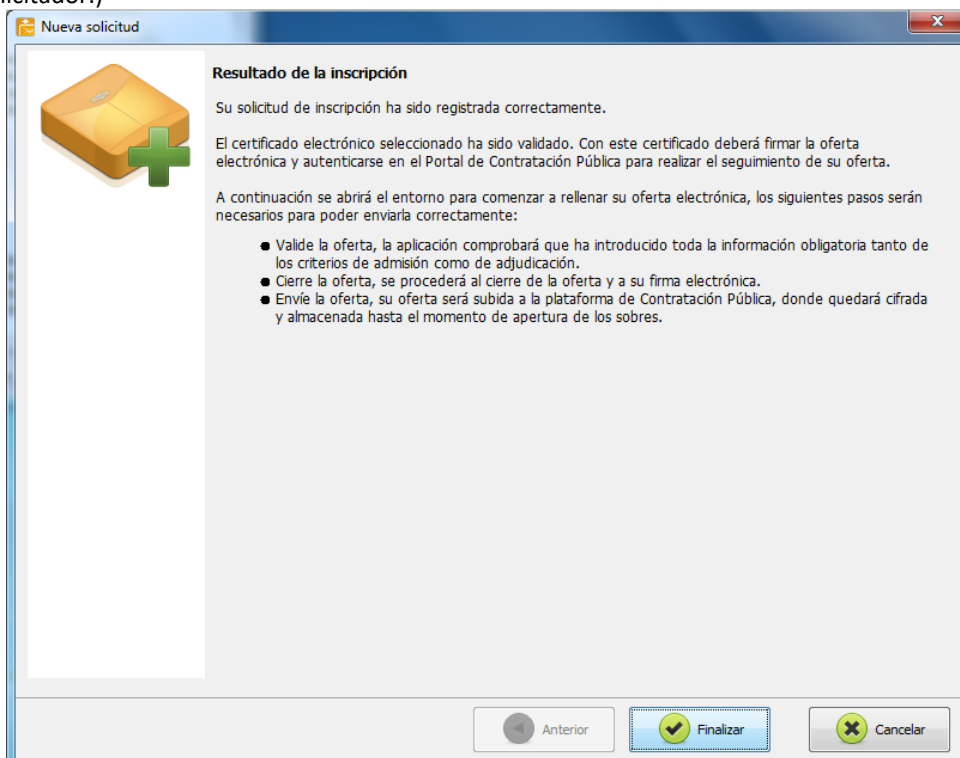 licitador!)
Nueva solicitud
Resultado de la inscripción
Su solicitud de inscripción ha sido registrada correctamente.
El certificado electrónico seleccionado ha sido validado. Con este certificado deberá firmar la oferta
electrónica y autenticarse en el Portal de Contratación Pública para realizar el seguimiento de su oferta.
A continuación se abrirá el entorno para comenzar a rellenar su oferta electrónica, los siguientes pasos serán
necesarios para poder enviarla correctamente:
● Valide la oferta, la aplicación comprobará que ha introducido toda la información obligatoria tanto de
los criterios de admisión como de adjudicación.
● Cierre la oferta, se procederá al cierre de la oferta y a su firma electrónica.
● Envíe la oferta, su oferta será subida a la plataforma de Contratación Pública, donde quedará cifrada
y almacenada hasta el momento de apertura de los sobres.
Anterior Finalizar Cancelar